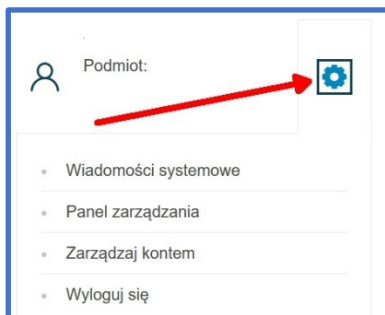 Podmiot:
Wiadomości systemowe
Panel zarządzania
Zarządzaj kontem
Wyloguj się